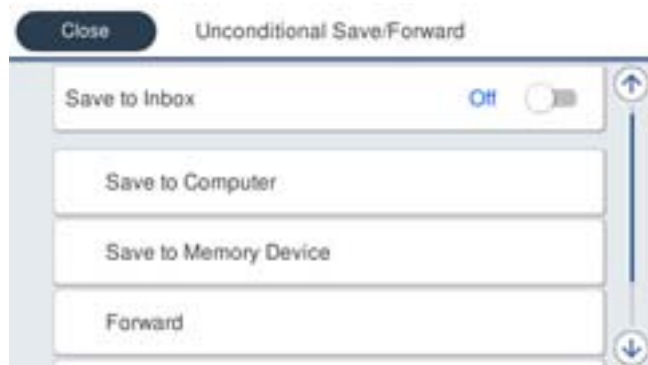 Close Unconditional Save/Forward
Save to Inbox Off
Save to Computer
Save to Memory Device
Forward